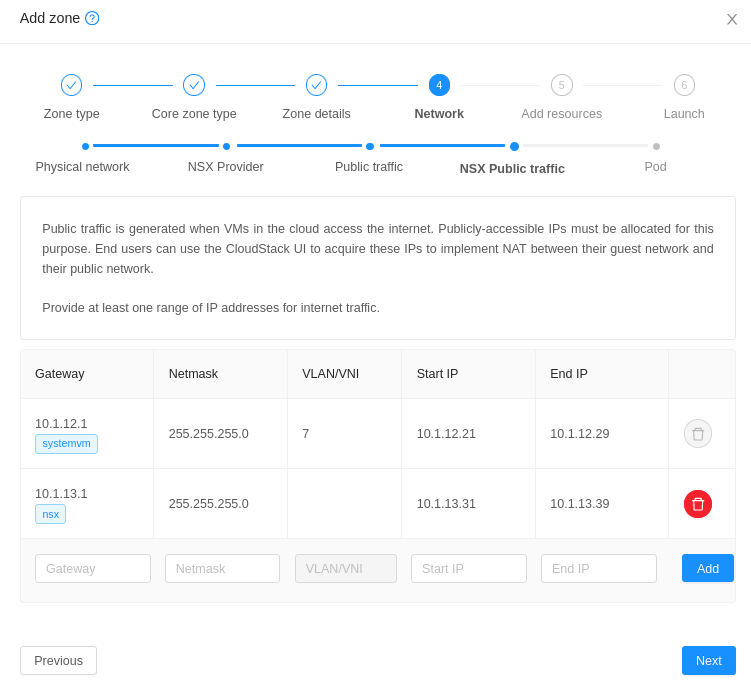 Add zone
4
5
6
Zone type
Core zone type
Zone details
Network
Add resources
Launch
Physical network
NSX Provider
Public traffic
NSX Public traffic
Pod
Public traffic is generated when VMs in the cloud access the internet. Publicly-accessible IPs must be allocated for this
purpose. End users can use the CloudStack UI to acquire these IPs to implement NAT between their guest network and
their public network.
Provide at least one range of IP addresses for internet traffic.
Gateway Netmask VLAN/VNI Start IP End IP
10.1.12.1
systemvm
255.255.255.0 7 10.1.12.21 10.1.12.29
10.1.13.1
nsx
255.255.255.0 10.1.13.31 10.1.13.39
Gateway Netmask VLAN/VNI Start IP End IP Add
Previous Next